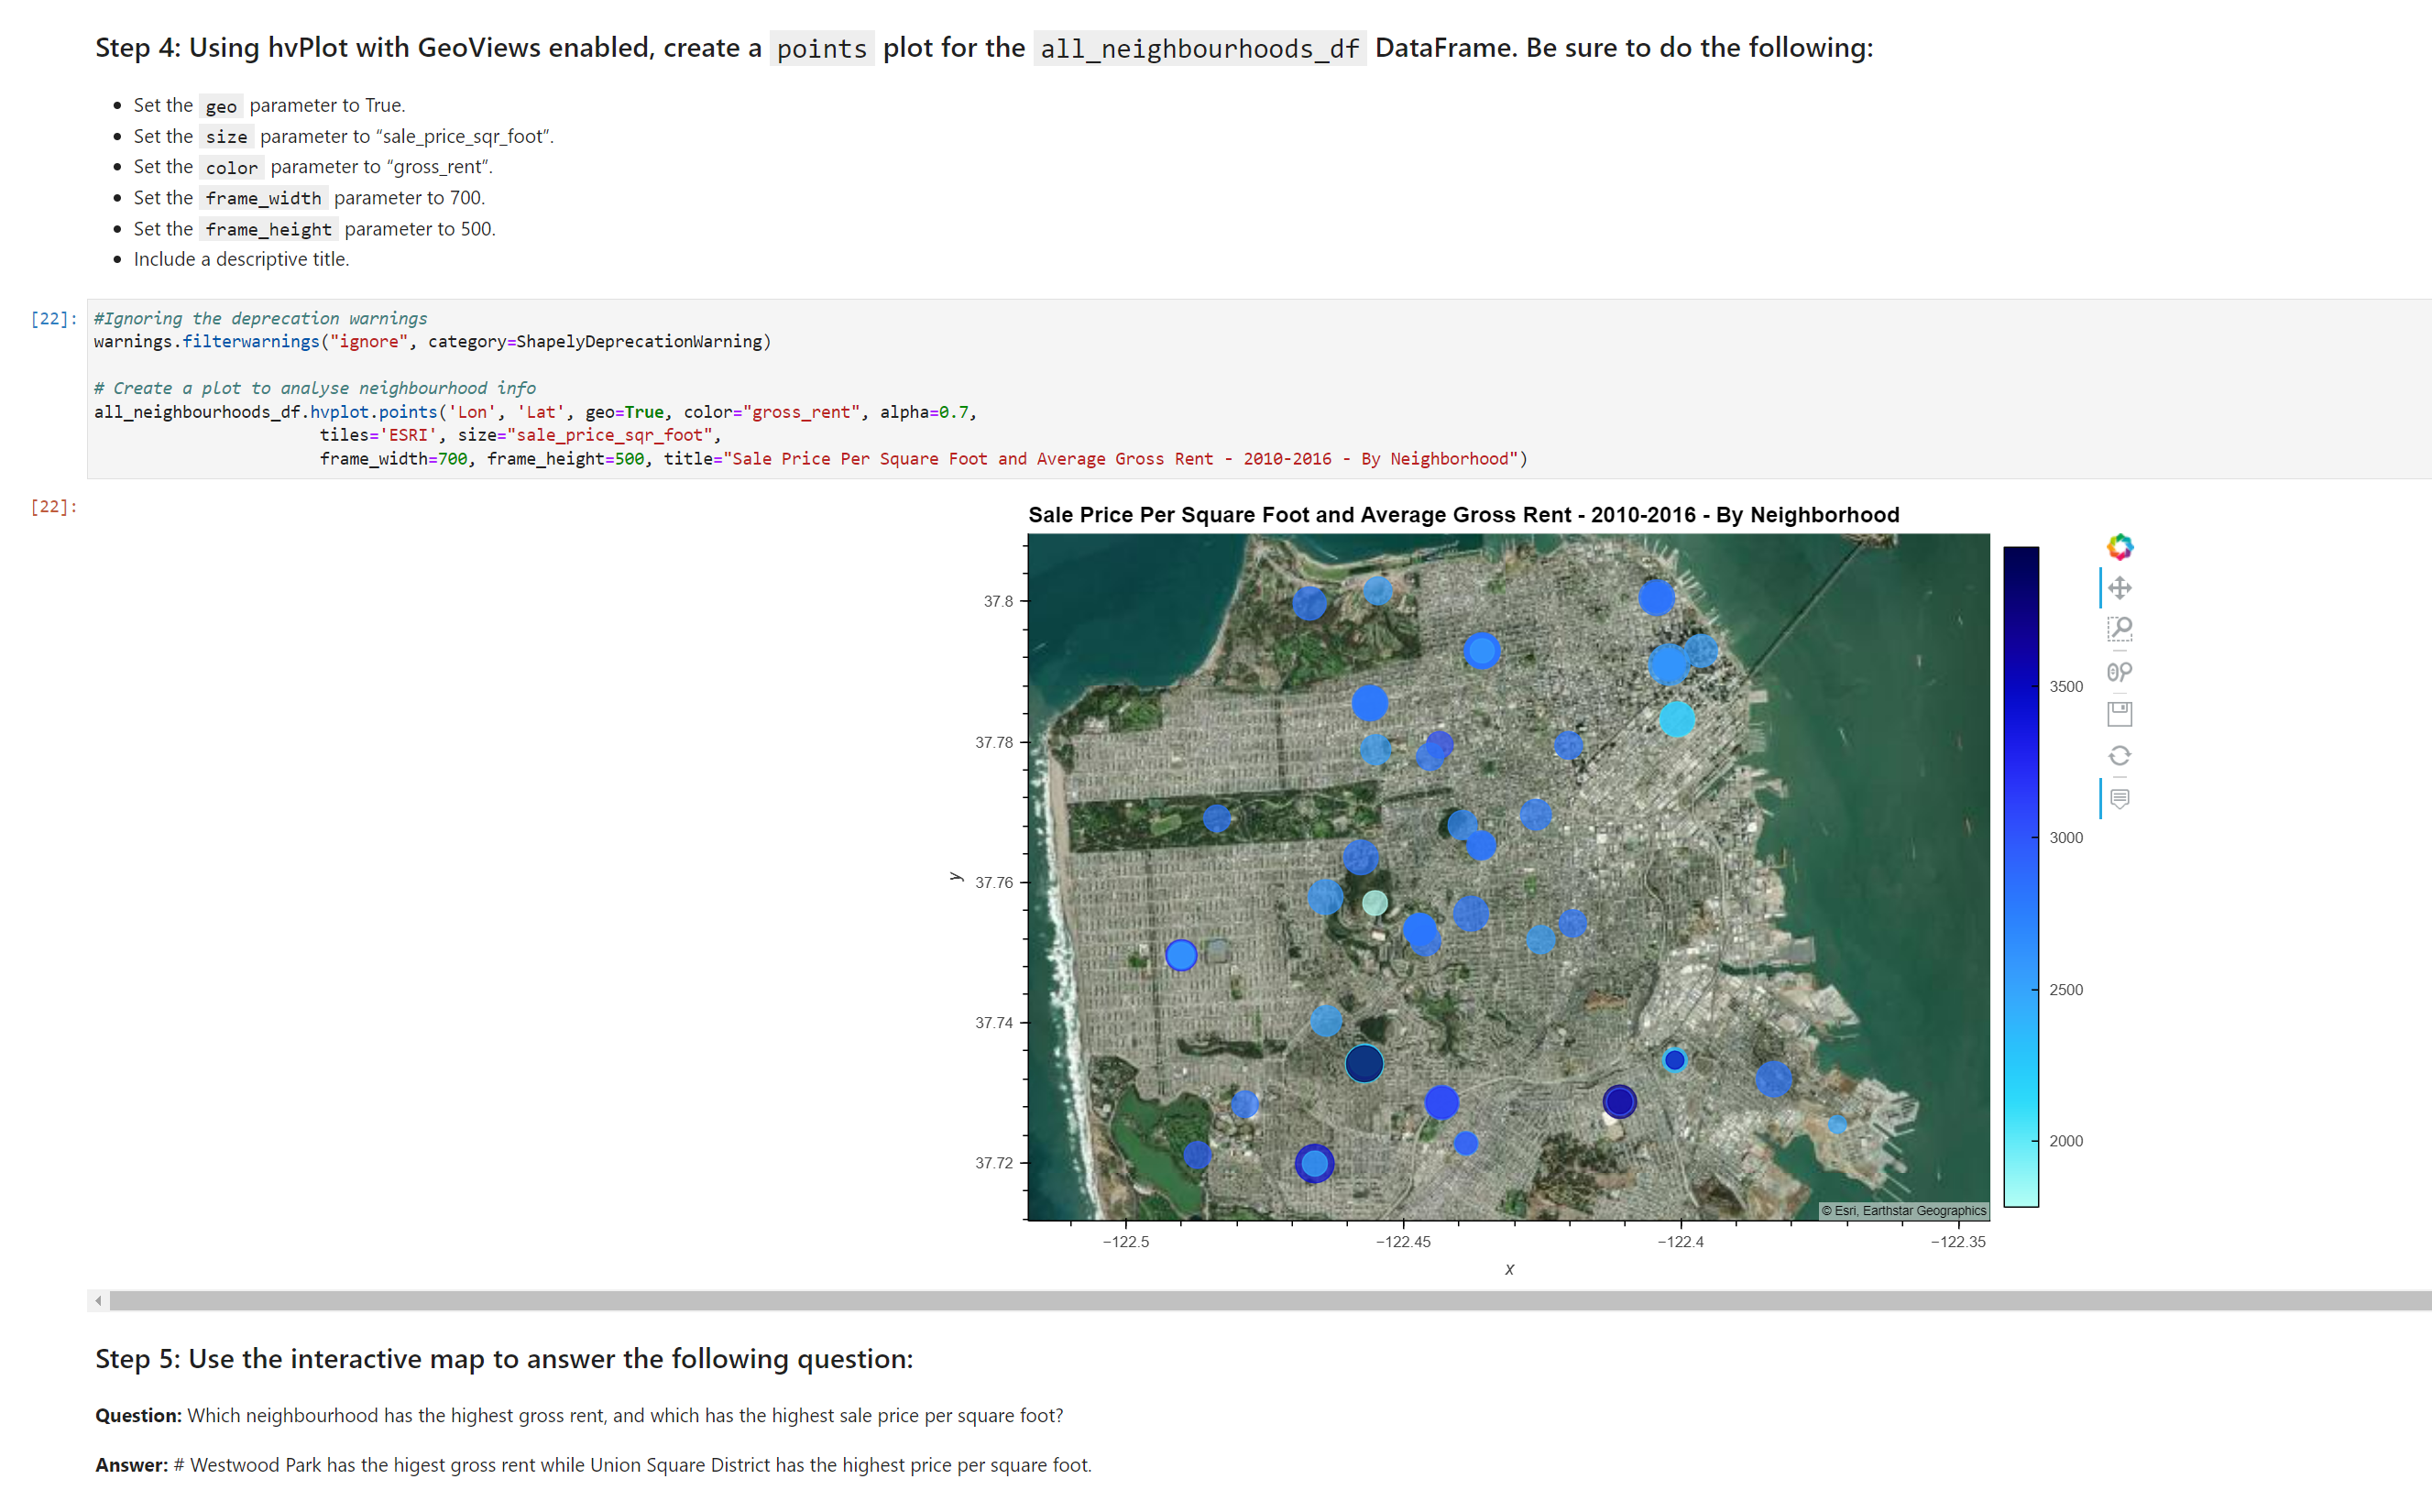 Step 4: Using hvPlot with GeoViews enabled, create a points plot for the all_neighbourhoods_df DataFrame. Be sure to do the following:
• Set the geo parameter to True.
• Set the size parameter to “sale_price_sqr_foot”.
• Set the color parameter to “gross_rent”.
• Set the frame_width parameter to 700.
• Set the frame_height parameter to 500.
• Include a descriptive title.
[22]: #Ignoring the deprecation warnings
warnings.filterwarnings("ignore", category=ShapelyDeprecationWarning)
# Create a plot to analyse neighbourhood info
all_neighbourhoods_df.hvplot.points('Lon', 'Lat', geo=True, color="gross_rent", alpha=0.7,
tiles='ESRI', size="sale_price_sqr_foot",
frame_width=700, frame_height=500, title="Sale Price Per Square Foot and Average Gross Rent - 2010-2016 - By Neighborhood")
[22]:
Sale Price Per Square Foot and Average Gross Rent - 2010-2016 - By Neighborhood
37.8
37.78
37.76
37.74
37.72
y
−122.5
−122.45
−122.4
−122.35
x
3500
3000
2500
2000
© Esri, Earthstar Geographics
Step 5: Use the interactive map to answer the following question:
Question: Which neighbourhood has the highest gross rent, and which has the highest sale price per square foot?
Answer: # Westwood Park has the higest gross rent while Union Square District has the highest price per square foot.